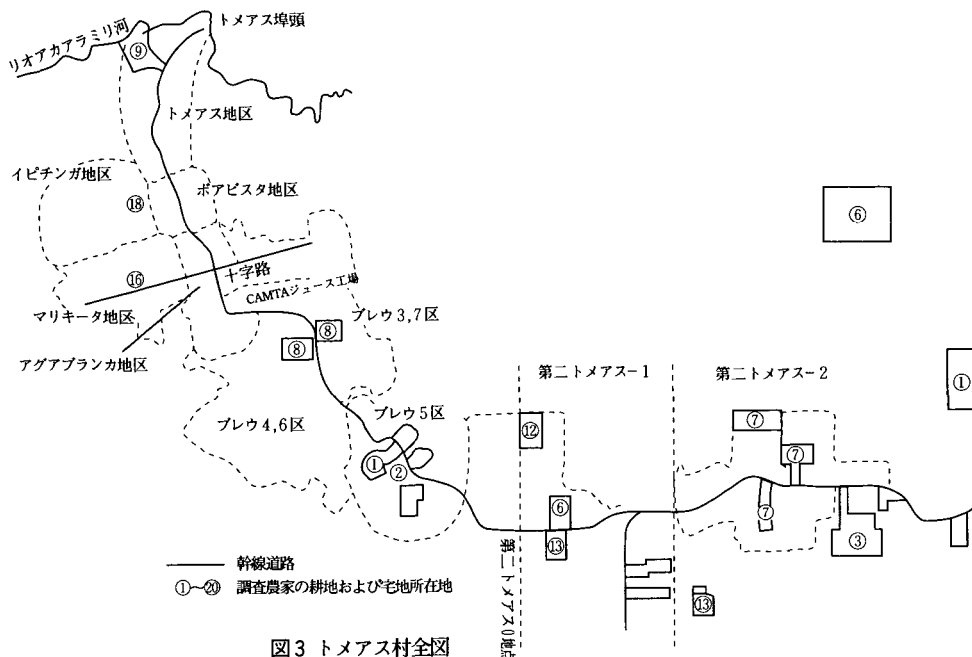 トメアス埠頭
リオアカアラミリ河
⑨
トメアス地区
イピチンガ地区
ボアビスタ地区
⑱
⑥
⑯
十字路
CAMTAジュース工場
マリキータ地区
ブレウ3,7区
⑧
⑧
アグアブランカ地区
第二トメアス-1
第二トメアス-2
①
ブレウ4,6区
ブレウ5区
⑫
⑦
⑦
①
②
⑥
⑦
⑬
③
第二トメアス0地点
幹線道路
①~⑳ 調査農家の耕地および宅地所在地
⑬
図3 トメアス村全図